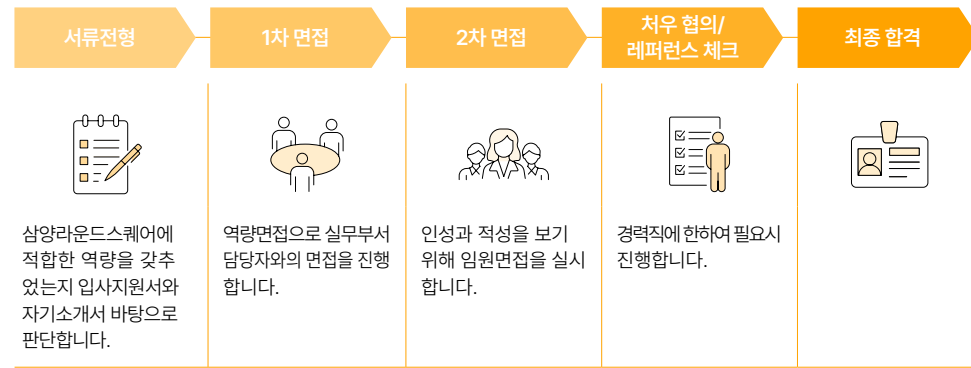 서류전형
1차 면접
2차 면접
처우 협의/
레퍼런스 체크
최종 합격
삼양라운드스퀘어에
적합한 역량을 갖추
었는지 입사지원서와
자기소개서 바탕으로
판단합니다.
역량면접으로 실무부서
담당자와의 면접을 진행
합니다.
인성과 적성을 보기
위해 임원면접을 실시
합니다.
경력직에 한하여 필요시
진행합니다.